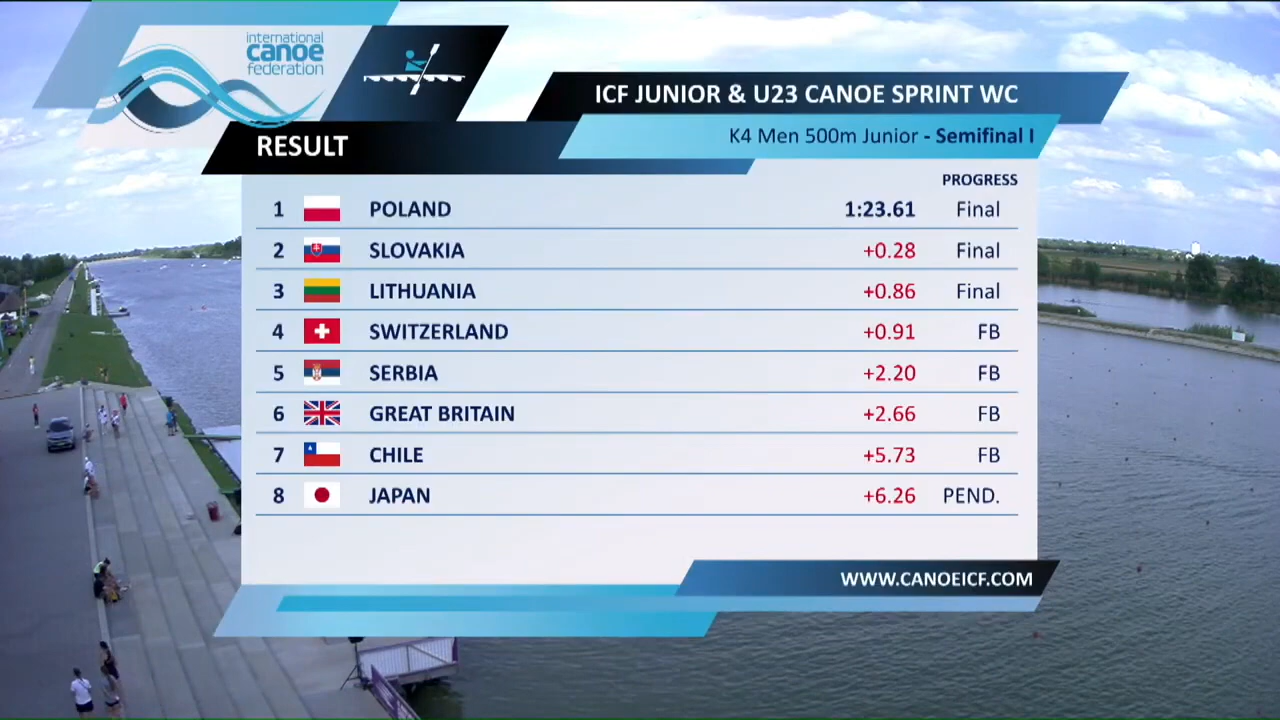 international
canoe
federation
ICF JUNIOR & U23 CANOE SPRINT WC
K4 Men 500m Junior - Semifinal I
RESULT
PROGRESS
1 POLAND 1:23.61 Final
2 SLOVAKIA +0.28 Final
3 LITHUANIA +0.86 Final
4 SWITZERLAND +0.91 FB
5 SERBIA +2.20 FB
6 GREAT BRITAIN +2.66 FB
7 CHILE +5.73 FB
8 JAPAN +6.26 PEND.
WWW.CANOEICF.COM